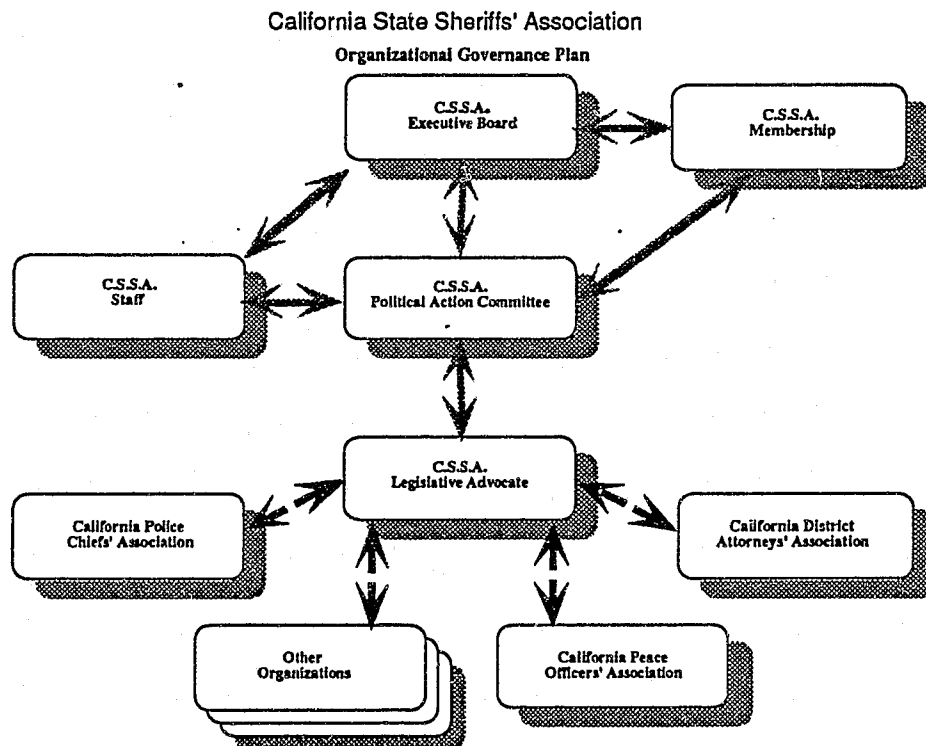 California State Sheriffs' Association
Organizational Governance Plan
C.S.S.A.
Executive Board
C.S.S.A.
Membership
C.S.S.A.
Staff
C.S.S.A.
Political Action Committee
C.S.S.A.
Legislative Advocate
California Police
Chiefs' Association
California District
Attorneys' Association
Other
Organizations
California Peace
Officers' Association